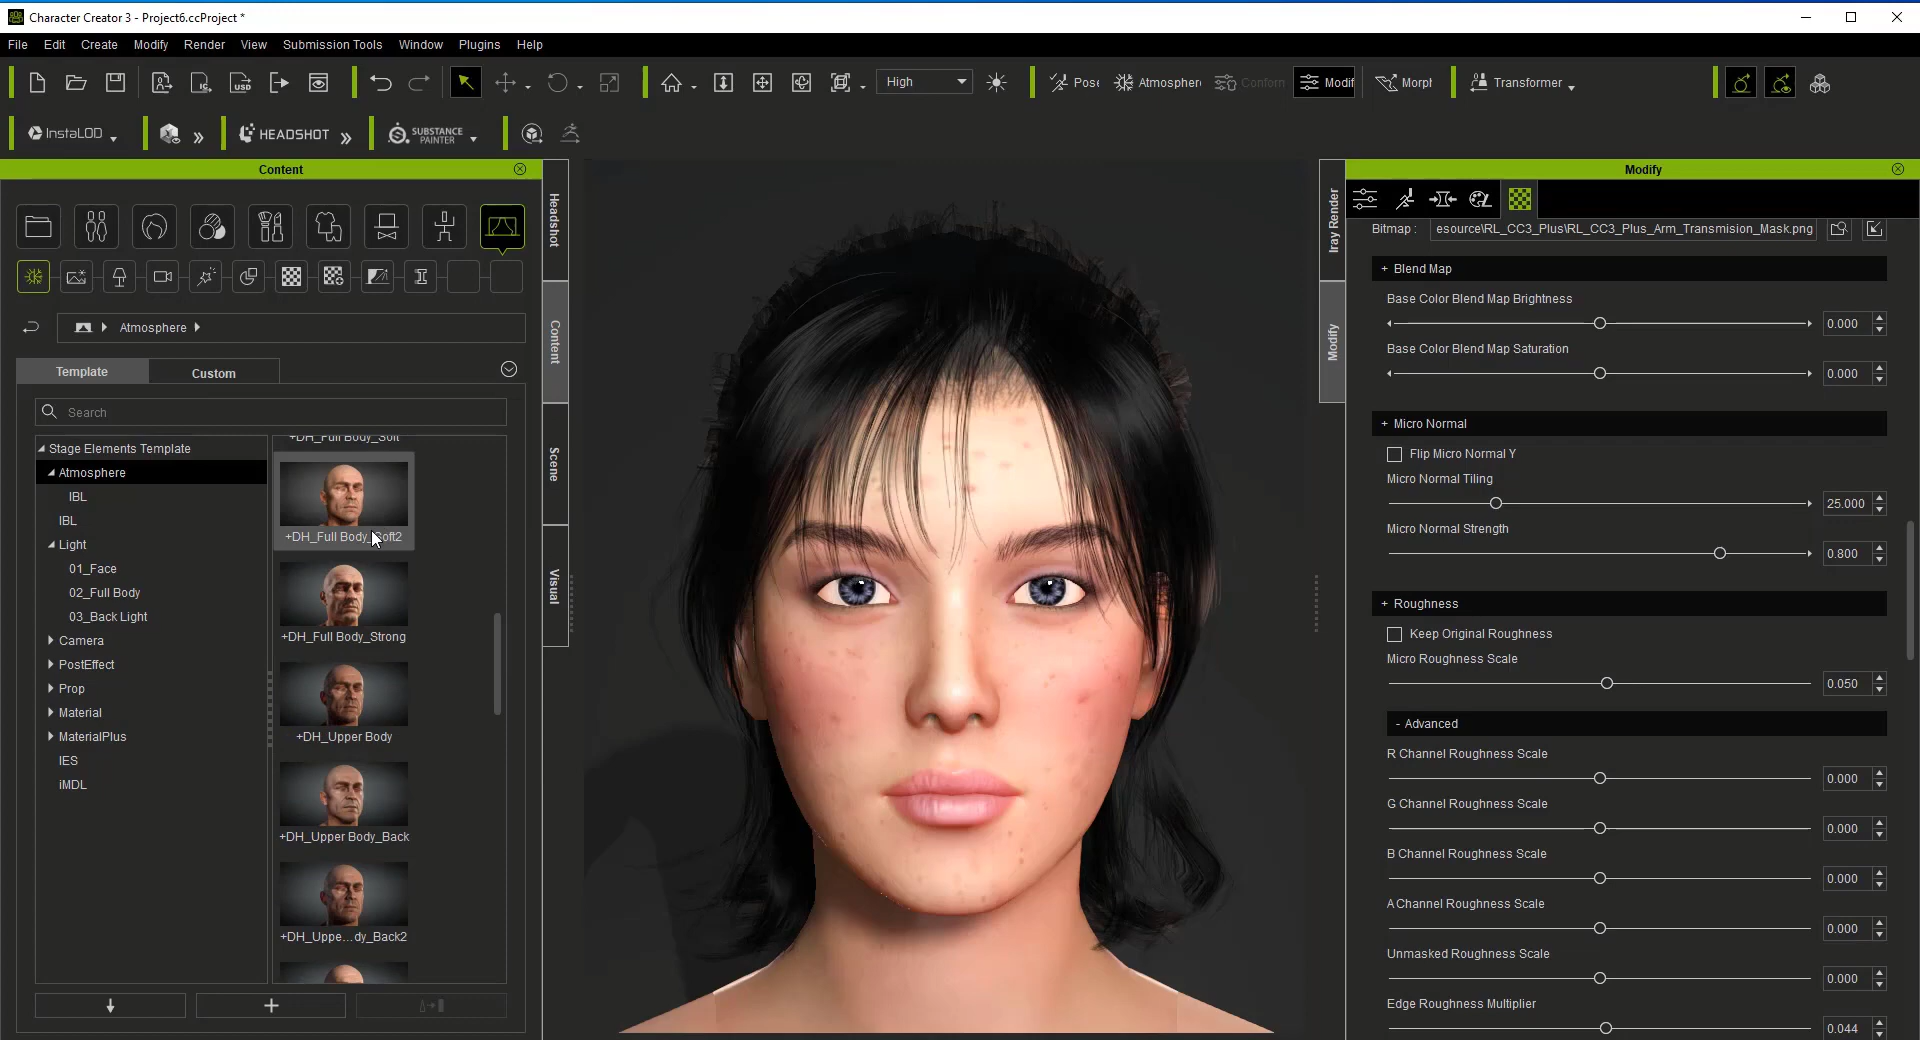 Character Creator 3 - Project6.ccProject *
File Edit Create Modify Render View Submission Tools Window Plugins Help
High
Pose
Atmosphere
Conform
Modif
Morph
Transformer
InstaLOD
HEADSHOT
SUBSTANCE
PAINTER
Content
Atmosphere
Template
Custom
Search
Stage Elements Template
Atmosphere
IBL
IBL
Light
01_Face
02_Full Body
03_Back Light
Camera
PostEffect
Prop
Material
MaterialPlus
IES
iMDL
+DH_Full Body_Soft
+DH_Full Body_Soft2
+DH_Full Body_Strong
+DH_Upper Body
+DH_Upper Body_Back
+DH_Uppe...dy_Back2
Headshot
Content
Scene
Visual
Iray Render
Modify
Modify
Bitmap : esource\RL_CC3_Plus\RL_CC3_Plus_Arm_Transmision_Mask.png
+ Blend Map
Base Color Blend Map Brightness
0.000
Base Color Blend Map Saturation
0.000
+ Micro Normal
Flip Micro Normal Y
Micro Normal Tiling
25.000
Micro Normal Strength
0.800
+ Roughness
Keep Original Roughness
Micro Roughness Scale
0.050
- Advanced
R Channel Roughness Scale
0.000
G Channel Roughness Scale
0.000
B Channel Roughness Scale
0.000
A Channel Roughness Scale
0.000
Unmasked Roughness Scale
0.000
Edge Roughness Multiplier
0.044